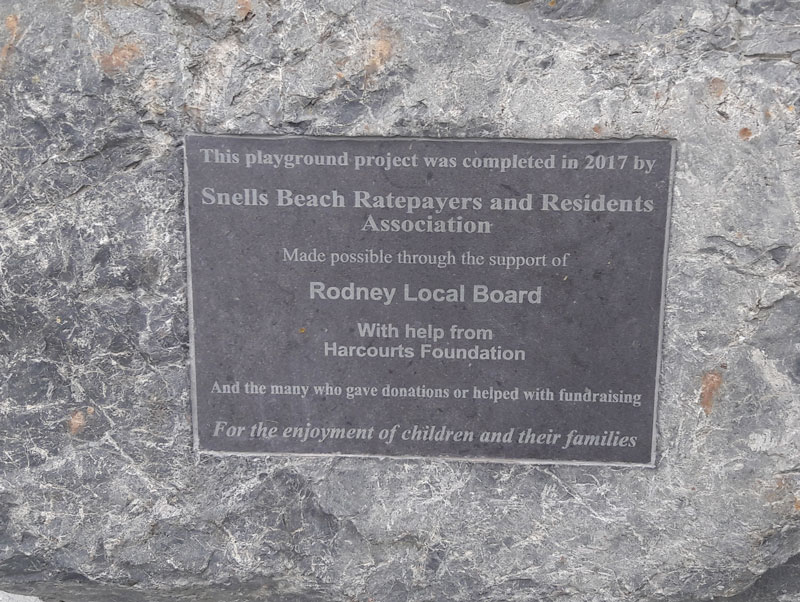 This playground project was completed in 2017 by
Snells Beach Ratepayers and Residents
Association
Made possible through the support of
Rodney Local Board
With help from
Harcourts Foundation
And the many who gave donations or helped with fundraising
For the enjoyment of children and their families